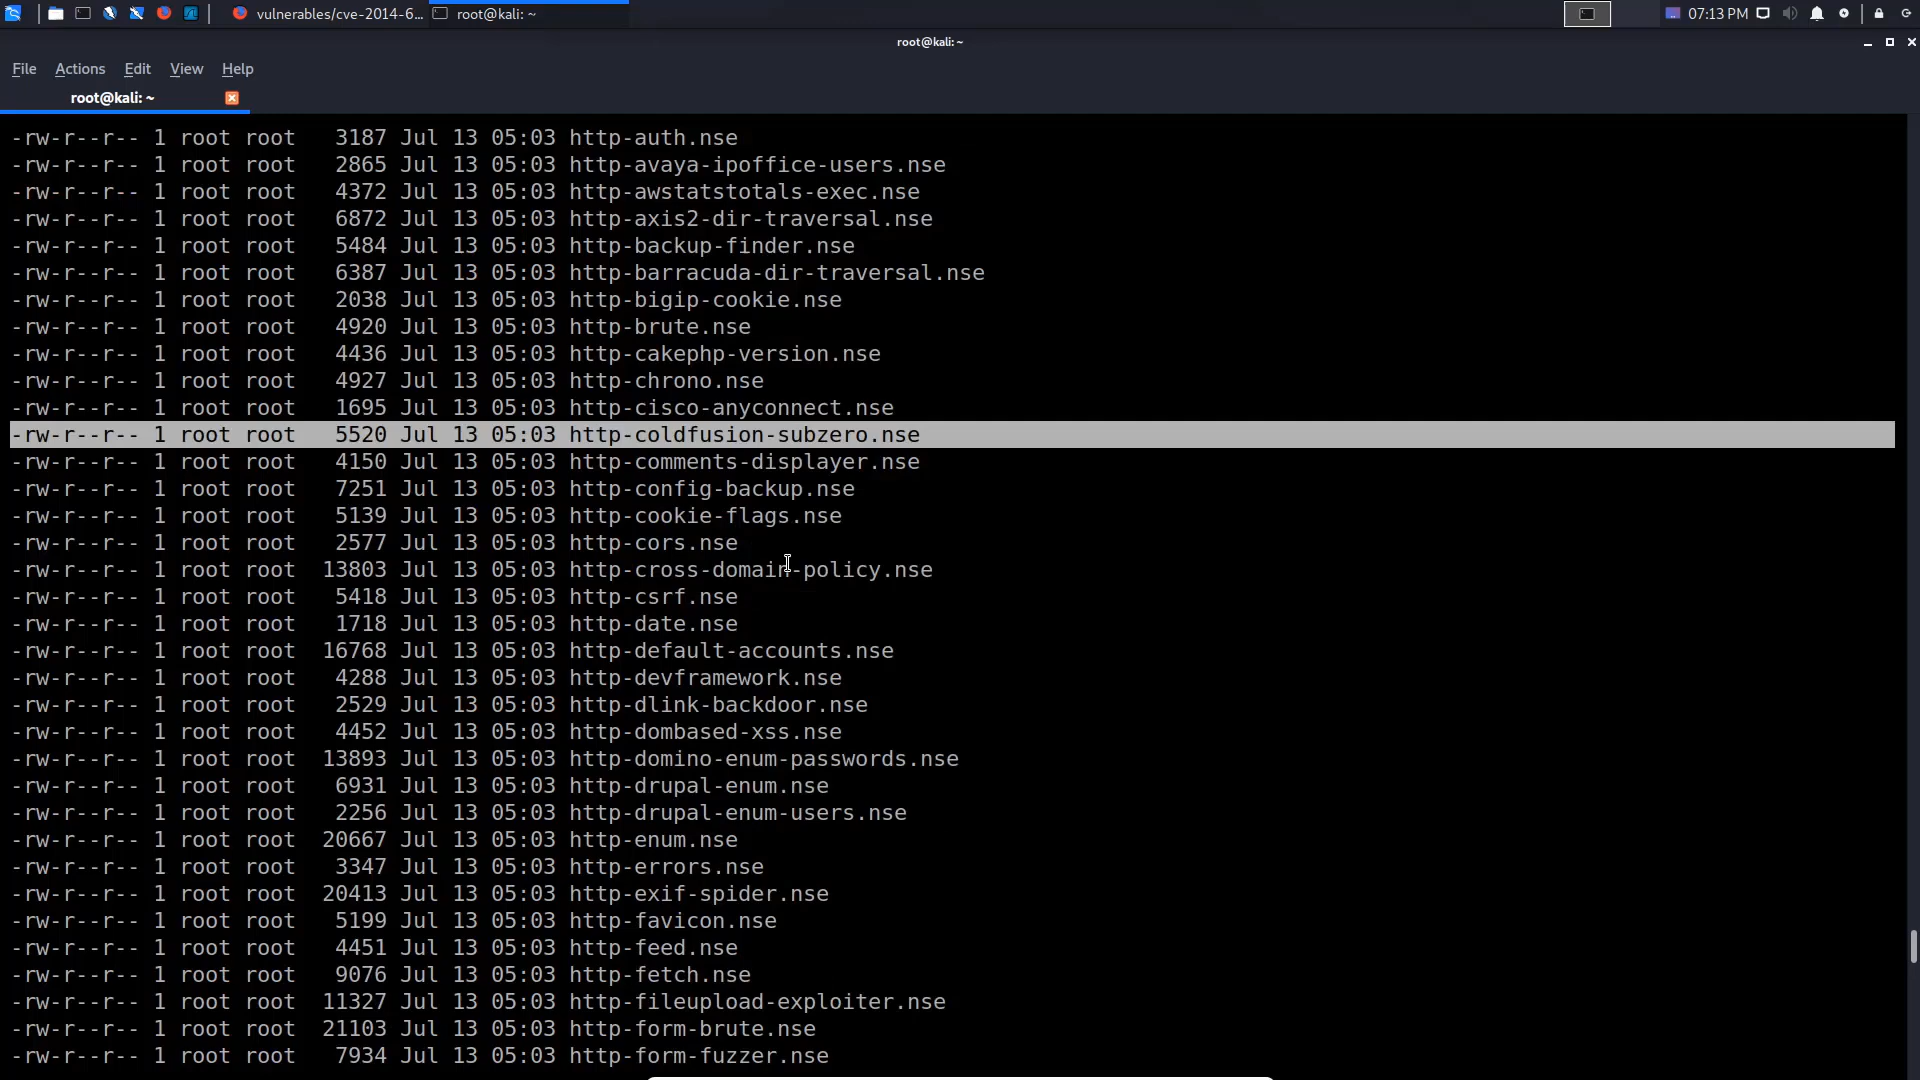 vulnerables/cve-2014-6...
root@kali: ~
07:13 PM
root@kali: ~
File Actions Edit View Help
root@kali: ~
-rw-r--r-- 1 root root 3187 Jul 13 05:03 http-auth.nse
-rw-r--r-- 1 root root 2865 Jul 13 05:03 http-avaya-ipoffice-users.nse
-rw-r--r-- 1 root root 4372 Jul 13 05:03 http-awstatstotals-exec.nse
-rw-r--r-- 1 root root 6872 Jul 13 05:03 http-axis2-dir-traversal.nse
-rw-r--r-- 1 root root 5484 Jul 13 05:03 http-backup-finder.nse
-rw-r--r-- 1 root root 6387 Jul 13 05:03 http-barracuda-dir-traversal.nse
-rw-r--r-- 1 root root 2038 Jul 13 05:03 http-bigip-cookie.nse
-rw-r--r-- 1 root root 4920 Jul 13 05:03 http-brute.nse
-rw-r--r-- 1 root root 4436 Jul 13 05:03 http-cakephp-version.nse
-rw-r--r-- 1 root root 4927 Jul 13 05:03 http-chrono.nse
-rw-r--r-- 1 root root 1695 Jul 13 05:03 http-cisco-anyconnect.nse
-rw-r--r-- 1 root root 5520 Jul 13 05:03 http-coldfusion-subzero.nse
-rw-r--r-- 1 root root 4150 Jul 13 05:03 http-comments-displayer.nse
-rw-r--r-- 1 root root 7251 Jul 13 05:03 http-config-backup.nse
-rw-r--r-- 1 root root 5139 Jul 13 05:03 http-cookie-flags.nse
-rw-r--r-- 1 root root 2577 Jul 13 05:03 http-cors.nse
-rw-r--r-- 1 root root 13803 Jul 13 05:03 http-cross-domain-policy.nse
-rw-r--r-- 1 root root 5418 Jul 13 05:03 http-csrf.nse
-rw-r--r-- 1 root root 1718 Jul 13 05:03 http-date.nse
-rw-r--r-- 1 root root 16768 Jul 13 05:03 http-default-accounts.nse
-rw-r--r-- 1 root root 4288 Jul 13 05:03 http-devframework.nse
-rw-r--r-- 1 root root 2529 Jul 13 05:03 http-dlink-backdoor.nse
-rw-r--r-- 1 root root 4452 Jul 13 05:03 http-dombased-xss.nse
-rw-r--r-- 1 root root 13893 Jul 13 05:03 http-domino-enum-passwords.nse
-rw-r--r-- 1 root root 6931 Jul 13 05:03 http-drupal-enum.nse
-rw-r--r-- 1 root root 2256 Jul 13 05:03 http-drupal-enum-users.nse
-rw-r--r-- 1 root root 20667 Jul 13 05:03 http-enum.nse
-rw-r--r-- 1 root root 3347 Jul 13 05:03 http-errors.nse
-rw-r--r-- 1 root root 20413 Jul 13 05:03 http-exif-spider.nse
-rw-r--r-- 1 root root 5199 Jul 13 05:03 http-favicon.nse
-rw-r--r-- 1 root root 4451 Jul 13 05:03 http-feed.nse
-rw-r--r-- 1 root root 9076 Jul 13 05:03 http-fetch.nse
-rw-r--r-- 1 root root 11327 Jul 13 05:03 http-fileupload-exploiter.nse
-rw-r--r-- 1 root root 21103 Jul 13 05:03 http-form-brute.nse
-rw-r--r-- 1 root root 7934 Jul 13 05:03 http-form-fuzzer.nse